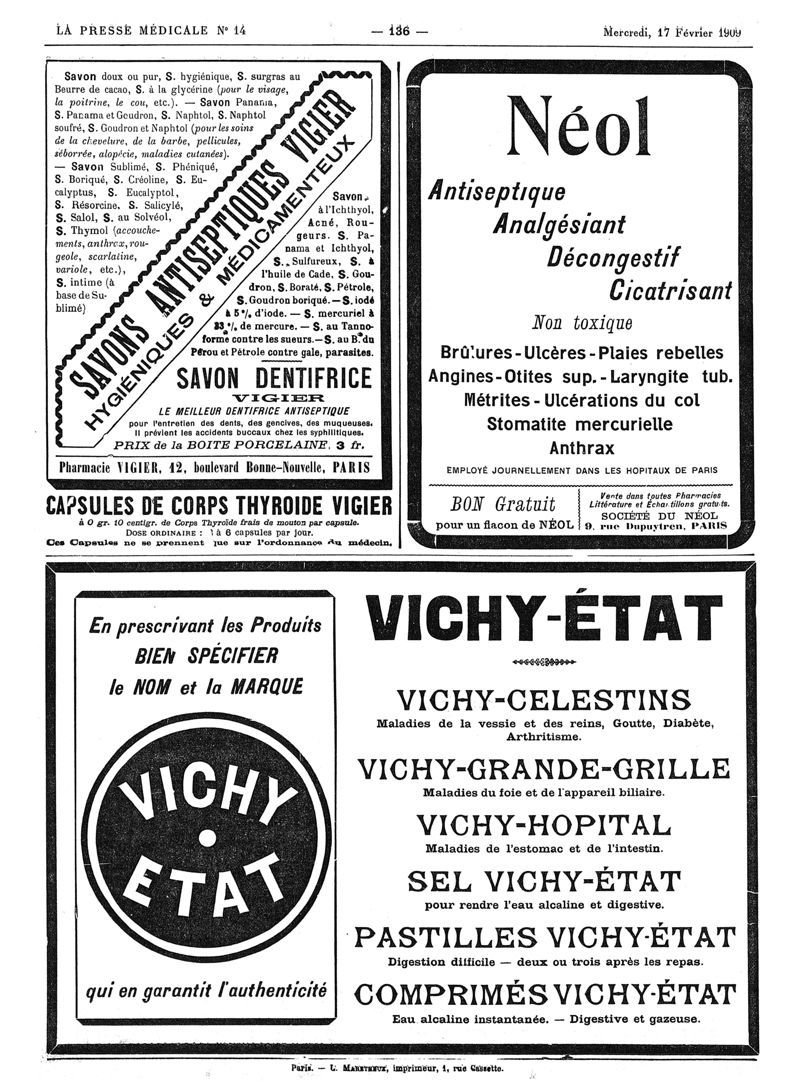 LA PRESSE MÉDICALE N° 14
— 136 —
Mercredi, 17 Février 1909
Savon doux ou pur, S. hygiénique, S. surgras au
Beurre de cacao, S. à la glycérine (pour le visage,
la poitrine, le cou, etc.). — Savon Panama,
S. Panama et Goudron, S. Naphtol, S. Naphtol
soufré, S. Goudron et Naphtol (pour les soins
de la chevelure, de la barbe, pellicules,
séborrée, alopécie, maladies cutanées).
— Savon Sublimé, S. Phéniqué,
S. Boriqué, S. Créoline, S. Eu-
calyptus, S. Eucalyptol,
S. Résorcine, S. Salicylé,
S. Salol, S. au Solvéol,
S. Thymol (accouche-
ments, anthrax, rou-
geole, scarlatine,
variole, etc.),
S. intime (à
base de Su-
blimé)
SAVONS ANTISEPTIQUES VIGIER
HYGIÉNIQUES & MÉDICAMENTEUX
Savon
à l'Ichthyol,
Acné, Rou-
geurs. S. Pa-
nama et Ichthyol,
S. Sulfureux, S. à
l'huile de Cade, S. Gou-
dron, S. Boraté, S. Pétrole,
S. Goudron boriqué. — S. iodé
à 5 % d'iode. — S. mercuriel à
33 % de mercure. — S. au Tanno-
forme contre les sueurs. — S. au B. du
Pérou et Pétrole contre gale, parasites.
SAVON DENTIFRICE
VIGIER
LE MEILLEUR DENTIFRICE ANTISEPTIQUE
pour l'entretien des dents, des gencives, des muqueuses.
Il prévient les accidents buccaux chez les syphilitiques.
PRIX de la BOITE PORCELAINE, 3 fr.
Pharmacie VIGIER, 12, boulevard Bonne-Nouvelle, PARIS
CAPSULES DE CORPS THYROIDE VIGIER
à 0 gr. 10 centigr. de Corps Thyroïde frais de mouton par capsule.
DOSE ORDINAIRE : 1 à 6 capsules par jour.
Ces Capsules ne se prennent que sur l'ordonnance du médecin.
Néol
Antiseptique
Analgésiant
Décongestif
Cicatrisant
Non toxique
Brûlures - Ulcères - Plaies rebelles
Angines - Otites sup. - Laryngite tub.
Métrites - Ulcérations du col
Stomatite mercurielle
Anthrax
EMPLOYÉ JOURNELLEMENT DANS LES HOPITAUX DE PARIS
BON Gratuit
pour un flacon de NÉOL
Vente dans toutes Pharmacies
Littérature et Échantillons gratuits.
SOCIÉTÉ DU NÉOL
9, rue Dupuytren, PARIS
En prescrivant les Produits
BIEN SPÉCIFIER
le NOM et la MARQUE
VICHY
ETAT
qui en garantit l'authenticité
VICHY-ÉTAT
VICHY-CELESTINS
Maladies de la vessie et des reins, Goutte, Diabète,
Arthritisme.
VICHY-GRANDE-GRILLE
Maladies du foie et de l'appareil biliaire.
VICHY-HOPITAL
Maladies de l'estomac et de l'intestin.
SEL VICHY-ÉTAT
pour rendre l'eau alcaline et digestive.
PASTILLES VICHY-ÉTAT
Digestion difficile — deux ou trois après les repas.
COMPRIMÉS VICHY-ÉTAT
Eau alcaline instantanée. — Digestive et gazeuse.
Paris. — L. MARETHEUX, imprimeur, 1, rue Cassette.